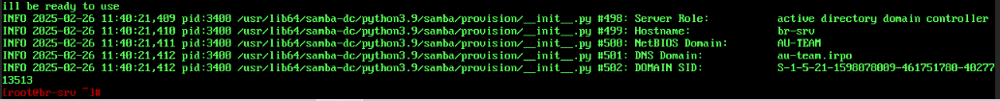 ill be ready to use
INFO 2025-02-26 11:40:21,409 pid:3400 /usr/lib64/samba-dc/python3.9/samba/provision/__init__.py #498: Server Role:           active directory domain controller
INFO 2025-02-26 11:40:21,410 pid:3400 /usr/lib64/samba-dc/python3.9/samba/provision/__init__.py #499: Hostname:              br-srv
INFO 2025-02-26 11:40:21,411 pid:3400 /usr/lib64/samba-dc/python3.9/samba/provision/__init__.py #500: NetBIOS Domain:        AU-TEAM
INFO 2025-02-26 11:40:21,412 pid:3400 /usr/lib64/samba-dc/python3.9/samba/provision/__init__.py #501: DNS Domain:            au-team.irpo
INFO 2025-02-26 11:40:21,412 pid:3400 /usr/lib64/samba-dc/python3.9/samba/provision/__init__.py #502: DOMAIN SID:            S-1-5-21-1598078009-461751780-40277
13513
[root@br-srv ~]#